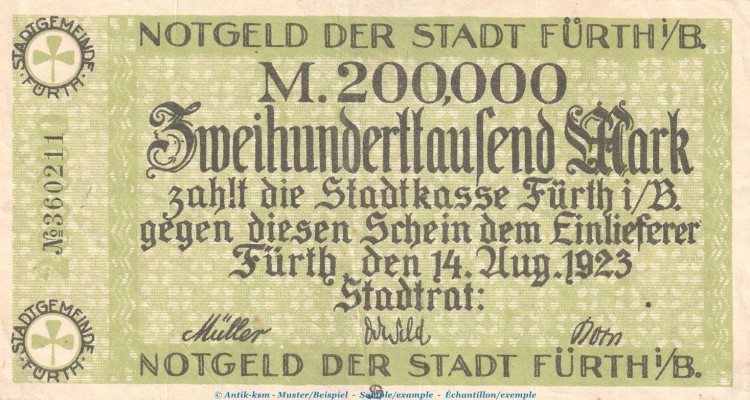 NOTGELD DER STADT FÜRTH i/B.
STADTGEMEINDE FÜRTH
M. 200,000
Zweihunderttausend Mark
zahlt die Stadtkasse Fürth i/B.
gegen diesen Schein dem Einlieferer
Fürth, den 14. Aug. 1923
Stadtrat:
№ 360211
Müller
Dorn
STADTGEMEINDE FÜRTH
NOTGELD DER STADT FÜRTH i/B.
© Antik-ksm - Muster/Beispiel - Sample/example - Échantillon/exemple